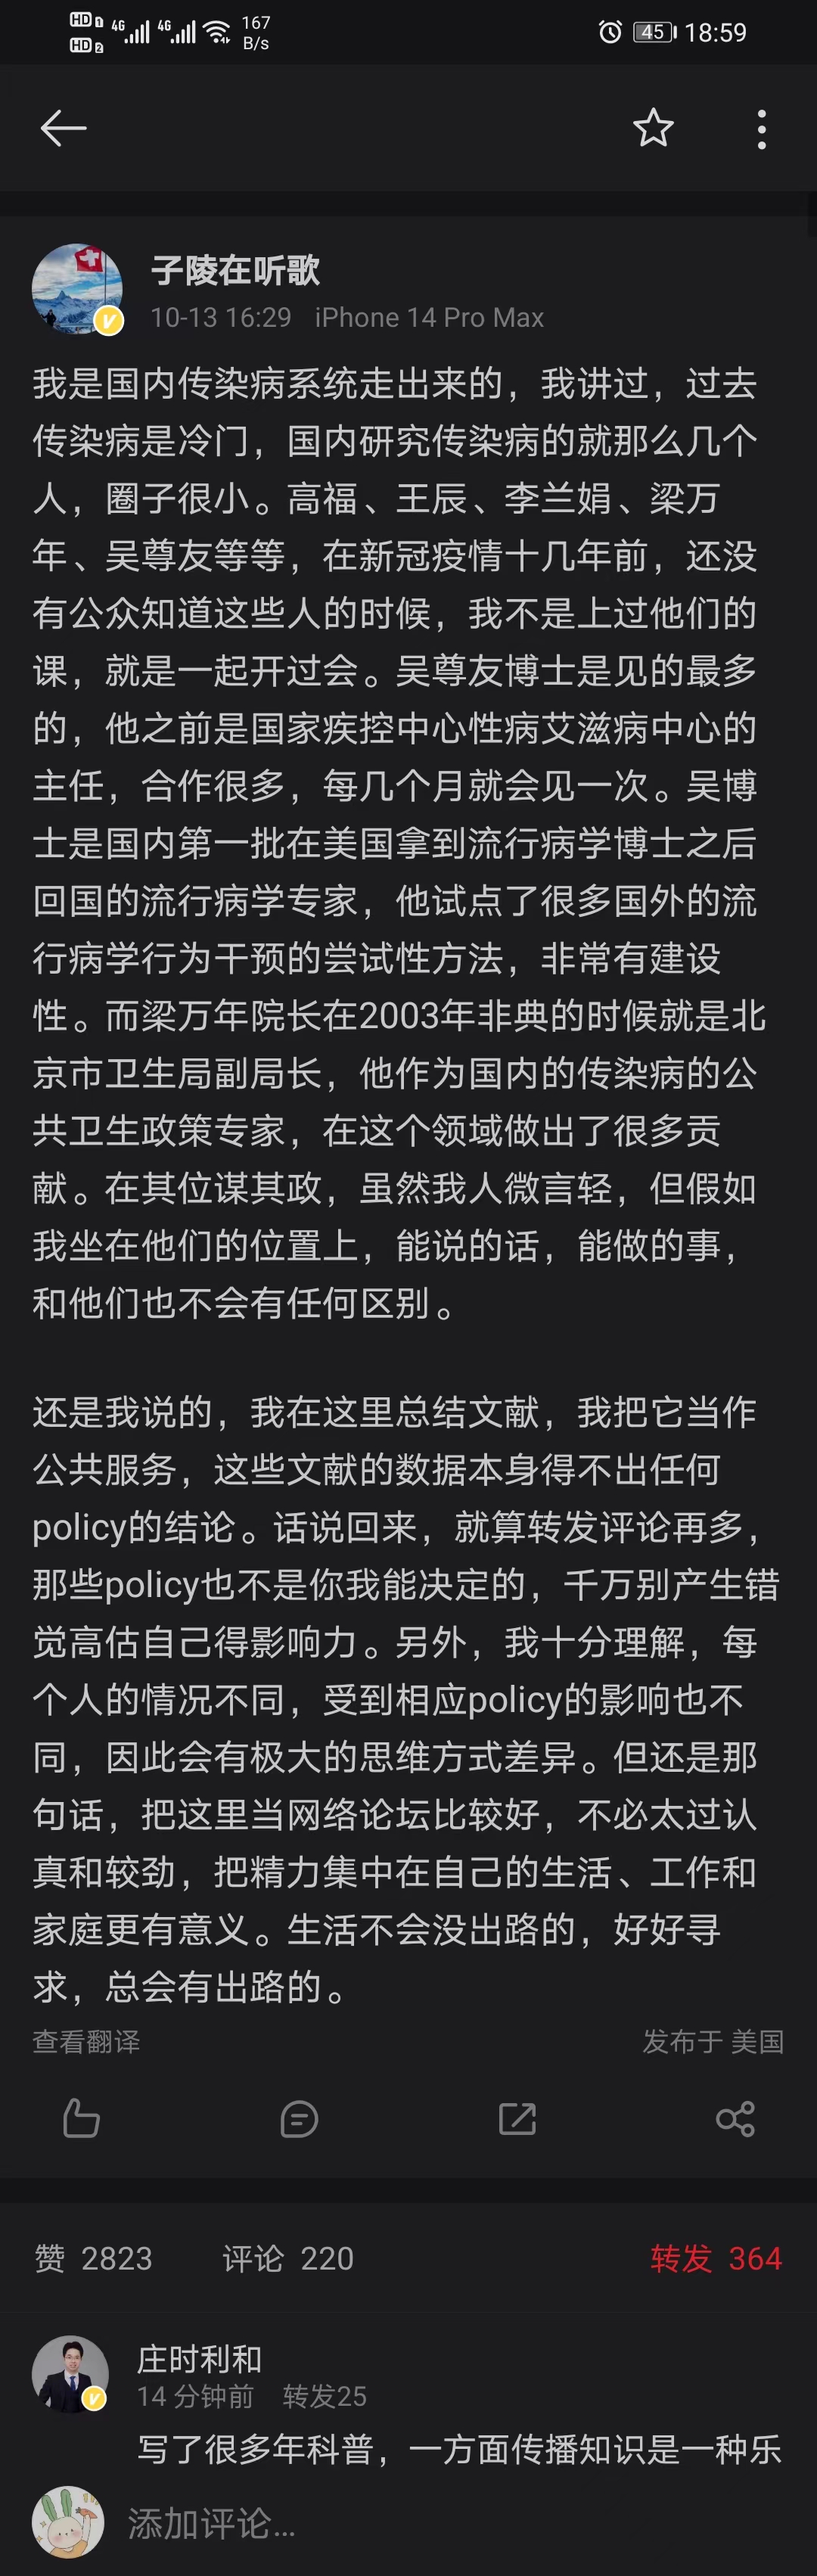 HD 1 4G 4G 167
HD 2 B/s
45 18:59
子陵在听歌
10-13 16:29 iPhone 14 Pro Max
我是国内传染病系统走出来的，我讲过，过去
传染病是冷门，国内研究传染病的就那么几个
人，圈子很小。高福、王辰、李兰娟、梁万
年、吴尊友等等，在新冠疫情十几年前，还没
有公众知道这些人的时候，我不是上过他们的
课，就是一起开过会。吴尊友博士是见的最多
的，他之前是国家疾控中心性病艾滋病中心的
主任，合作很多，每几个月就会见一次。吴博
士是国内第一批在美国拿到流行病学博士之后
回国的流行病学专家，他试点了很多国外的流
行病学行为干预的尝试性方法，非常有建设
性。而梁万年院长在2003年非典的时候就是北
京市卫生局副局长，他作为国内的传染病的公
共卫生政策专家，在这个领域做出了很多贡
献。在其位谋其政，虽然我人微言轻，但假如
我坐在他们的位置上，能说的话，能做的事，
和他们也不会有任何区别。
还是我说的，我在这里总结文献，我把它当作
公共服务，这些文献的数据本身得不出任何
policy的结论。话说回来，就算转发评论再多，
那些policy也不是你我能决定的，千万别产生错
觉高估自己得影响力。另外，我十分理解，每
个人的情况不同，受到相应policy的影响也不
同，因此会有极大的思维方式差异。但还是那
句话，把这里当网络论坛比较好，不必太过认
真和较劲，把精力集中在自己的生活、工作和
家庭更有意义。生活不会没出路的，好好寻
求，总会有出路的。
查看翻译 发布于 美国
赞 2823 评论 220 转发 364
庄时利和
14 分钟前 转发25
写了很多年科普，一方面传播知识是一种乐
添加评论...